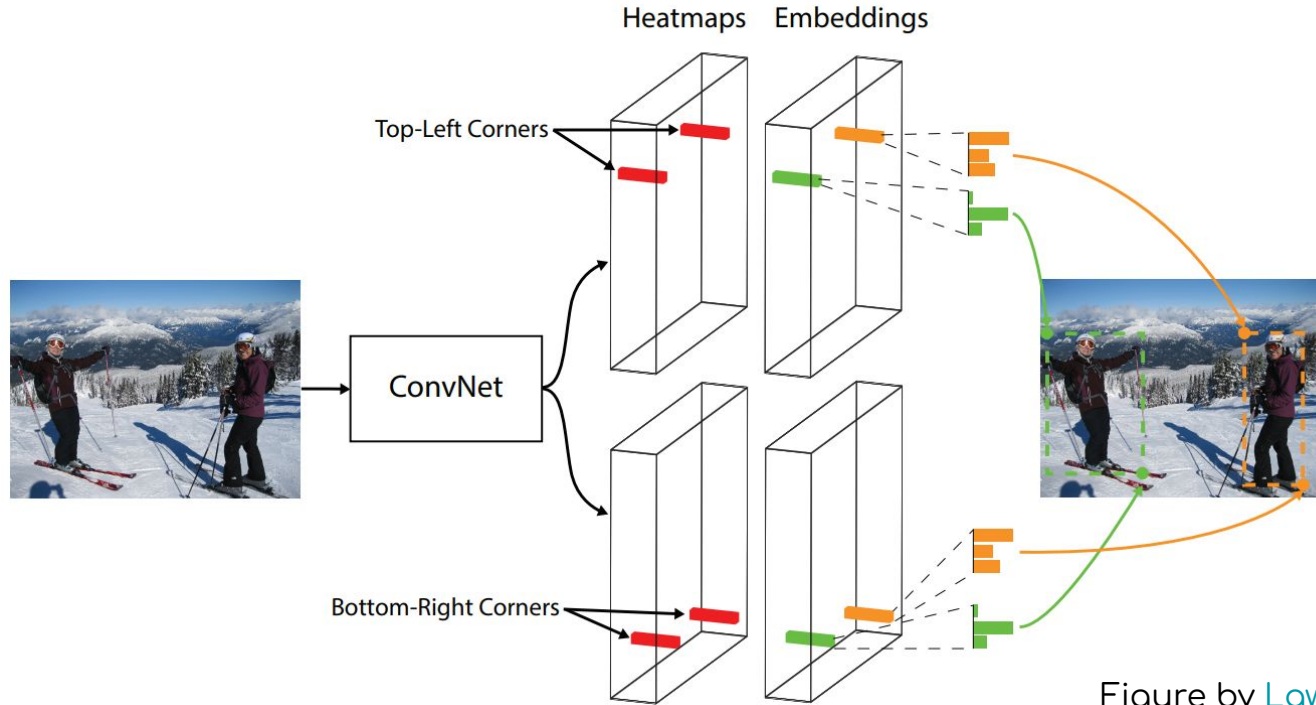 Heatmaps Embeddings
Top-Left Corners
ConvNet
Bottom-Right Corners
Figure by